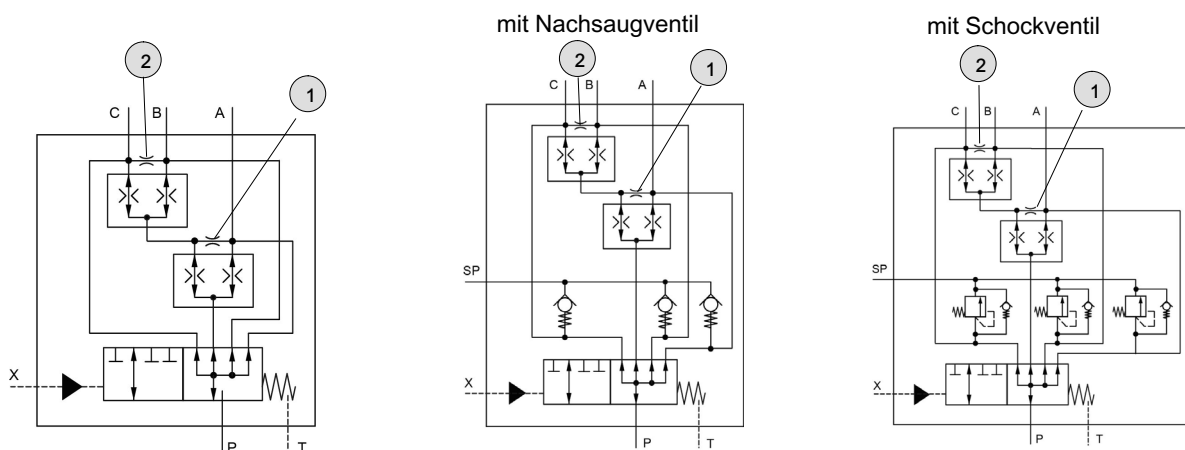 mit Nachsaugventil
mit Schockventil
2
1
C B A
X
P
T
2
1
C B A
SP
X
P
T
2
1
C B A
SP
X
P
T